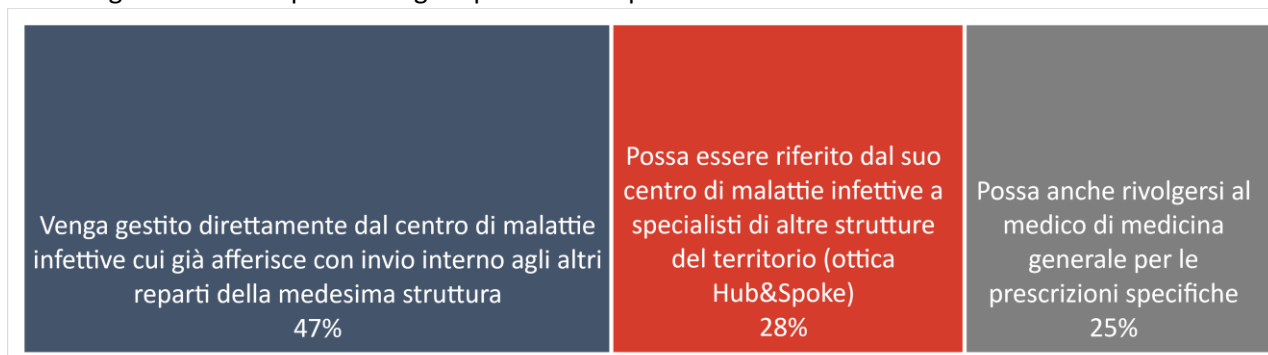 Venga gestito direttamente dal centro di malattie
infettive cui già afferisce con invio interno agli altri
reparti della medesima struttura
47%
Possa essere riferito dal suo
centro di malattie infettive a
specialisti di altre strutture
del territorio (ottica
Hub&Spoke)
28%
Possa anche rivolgersi al
medico di medicina
generale per le
prescrizioni specifiche
25%